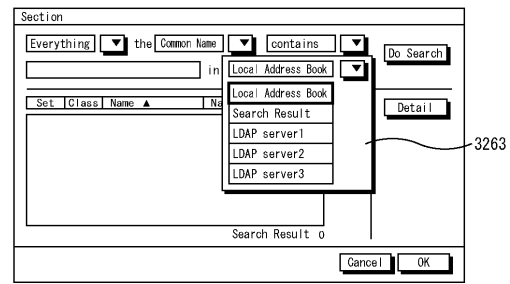 Section
Everything ▼ the Common Name ▼ contains ▼ Do Search
in Local Address Book ▼
Local Address Book
Set Class Name ▲ Na Detail
Search Result
LDAP server1
LDAP server2
LDAP server3
3263
Search Result 0
Cancel OK